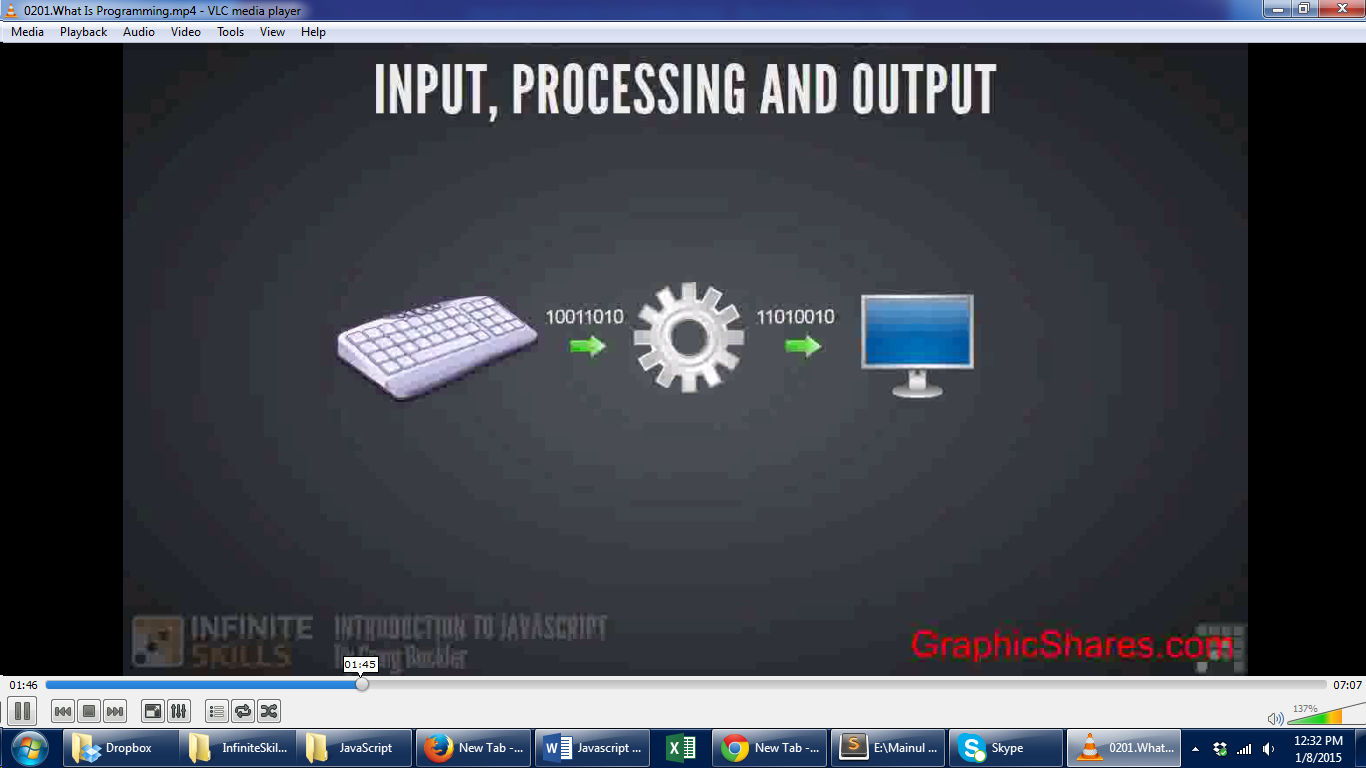 0201.What Is Programming.mp4 - VLC media player
Media Playback Audio Video Tools View Help
INPUT, PROCESSING AND OUTPUT
10011010 11010010
INFINITE SKILLS
INTRODUCTION TO JAVASCRIPT
by Craig Buckler
GraphicShares.com
01:45
01:46 07:07
137%
Dropbox InfiniteSkil... JavaScript New Tab -... Javascript ... New Tab -... E:\Mainul ... Skype 0201.What...
12:32 PM
1/8/2015